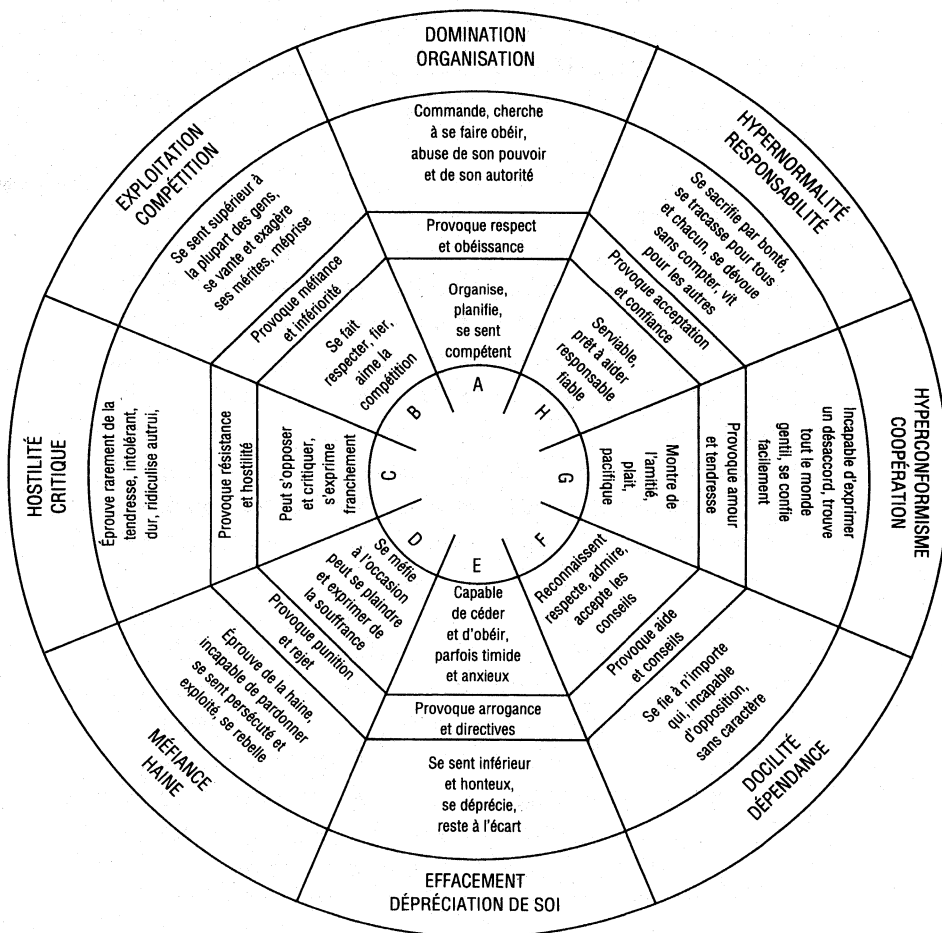 DOMINATION
ORGANISATION
Commande, cherche
à se faire obéir,
abuse de son pouvoir
et de son autorité
Provoque respect
et obéissance
Organise,
planifie,
se sent
compétent
A
HYPERNORMALITÉ
RESPONSABILITÉ
Se sacrifie par bonté,
se tracasse pour tous
et chacun, se dévoue
sans compter, vit
pour les autres
Provoque acceptation
et confiance
Serviable,
prêt à aider
responsable
fiable
H
HYPERCONFORMISME
COOPÉRATION
Incapable d'exprimer
un désaccord, trouve
tout le monde
gentil, se confie
facilement
Provoque amour
et tendresse
Montre de
l'amitié,
plait,
pacifique
G
DOCILITÉ
DÉPENDANCE
Se fie à n'importe
qui, incapable
d'opposition,
sans caractère
Provoque aide
et conseils
Reconnaissent
respecte, admire,
accepte les
conseils
F
E
Capable
de céder
et d'obéir,
parfois timide
et anxieux
Provoque arrogance
et directives
Se sent inférieur
et honteux,
se déprécie,
reste à l'écart
EFFACEMENT
DÉPRÉCIATION DE SOI
D
Se méfie
à l'occasion
peut se plaindre
et exprimer de
la souffrance
Provoque punition
et rejet
Éprouve de la haine,
incapable de pardonner
se sent persécuté et
exploité, se rebelle
MÉFIANCE
HAINE
HOSTILITÉ
CRITIQUE
Éprouve rarement de la
tendresse, intolérant,
dur, ridiculise autrui,
Provoque résistance
et hostilité
Peut s'opposer
et critiquer,
s'exprime
franchement
C
EXPLOITATION
COMPÉTITION
Se sent supérieur à
la plupart des gens,
se vante et exagère
ses mérites, méprise
Provoque méfiance
et infériorité
Se fait
respecter, fier,
aime la
compétition
B